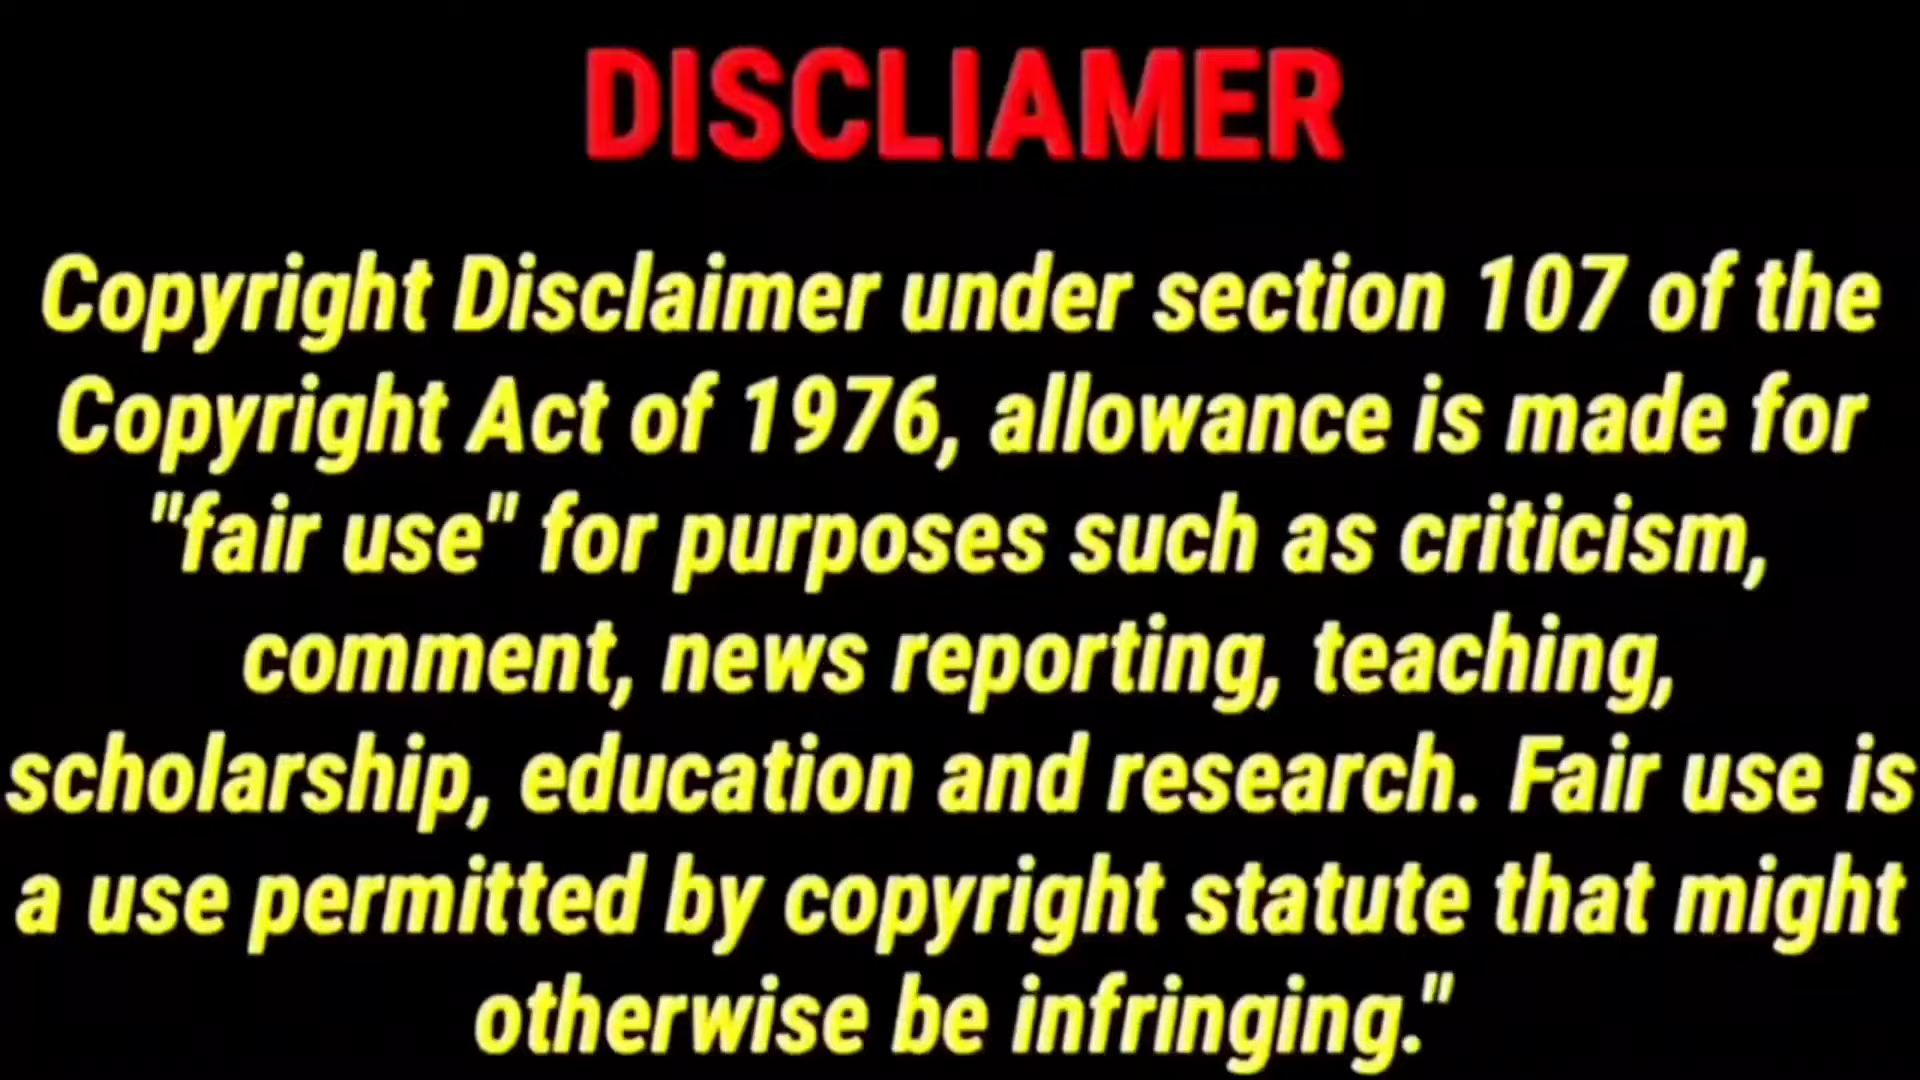 DISCLIAMER
Copyright Disclaimer under section 107 of the
Copyright Act of 1976, allowance is made for
"fair use" for purposes such as criticism,
comment, news reporting, teaching,
scholarship, education and research. Fair use is
a use permitted by copyright statute that might
otherwise be infringing."